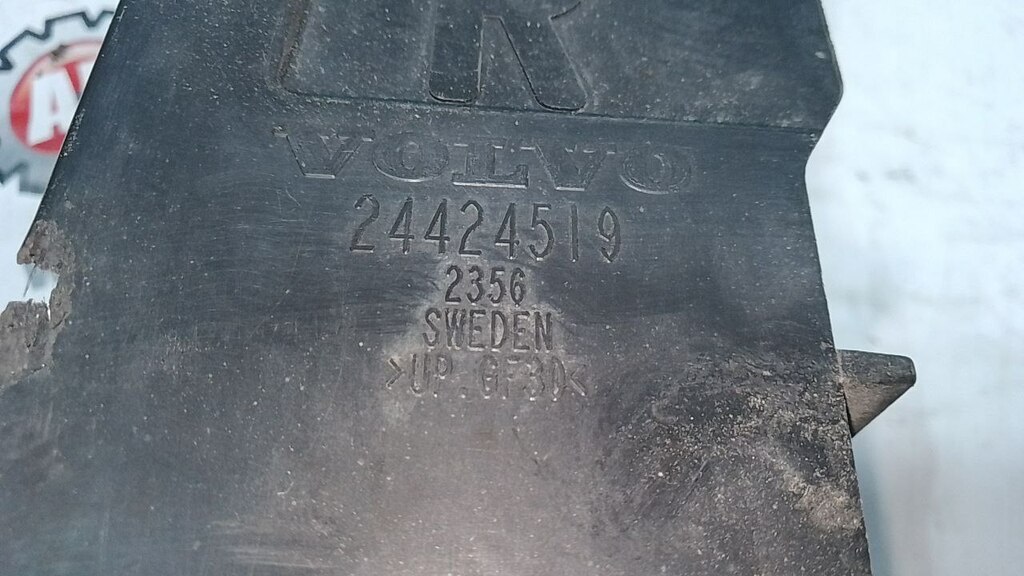 R
VOLVO
24424519
2356
SWEDEN
>UP.GF30<